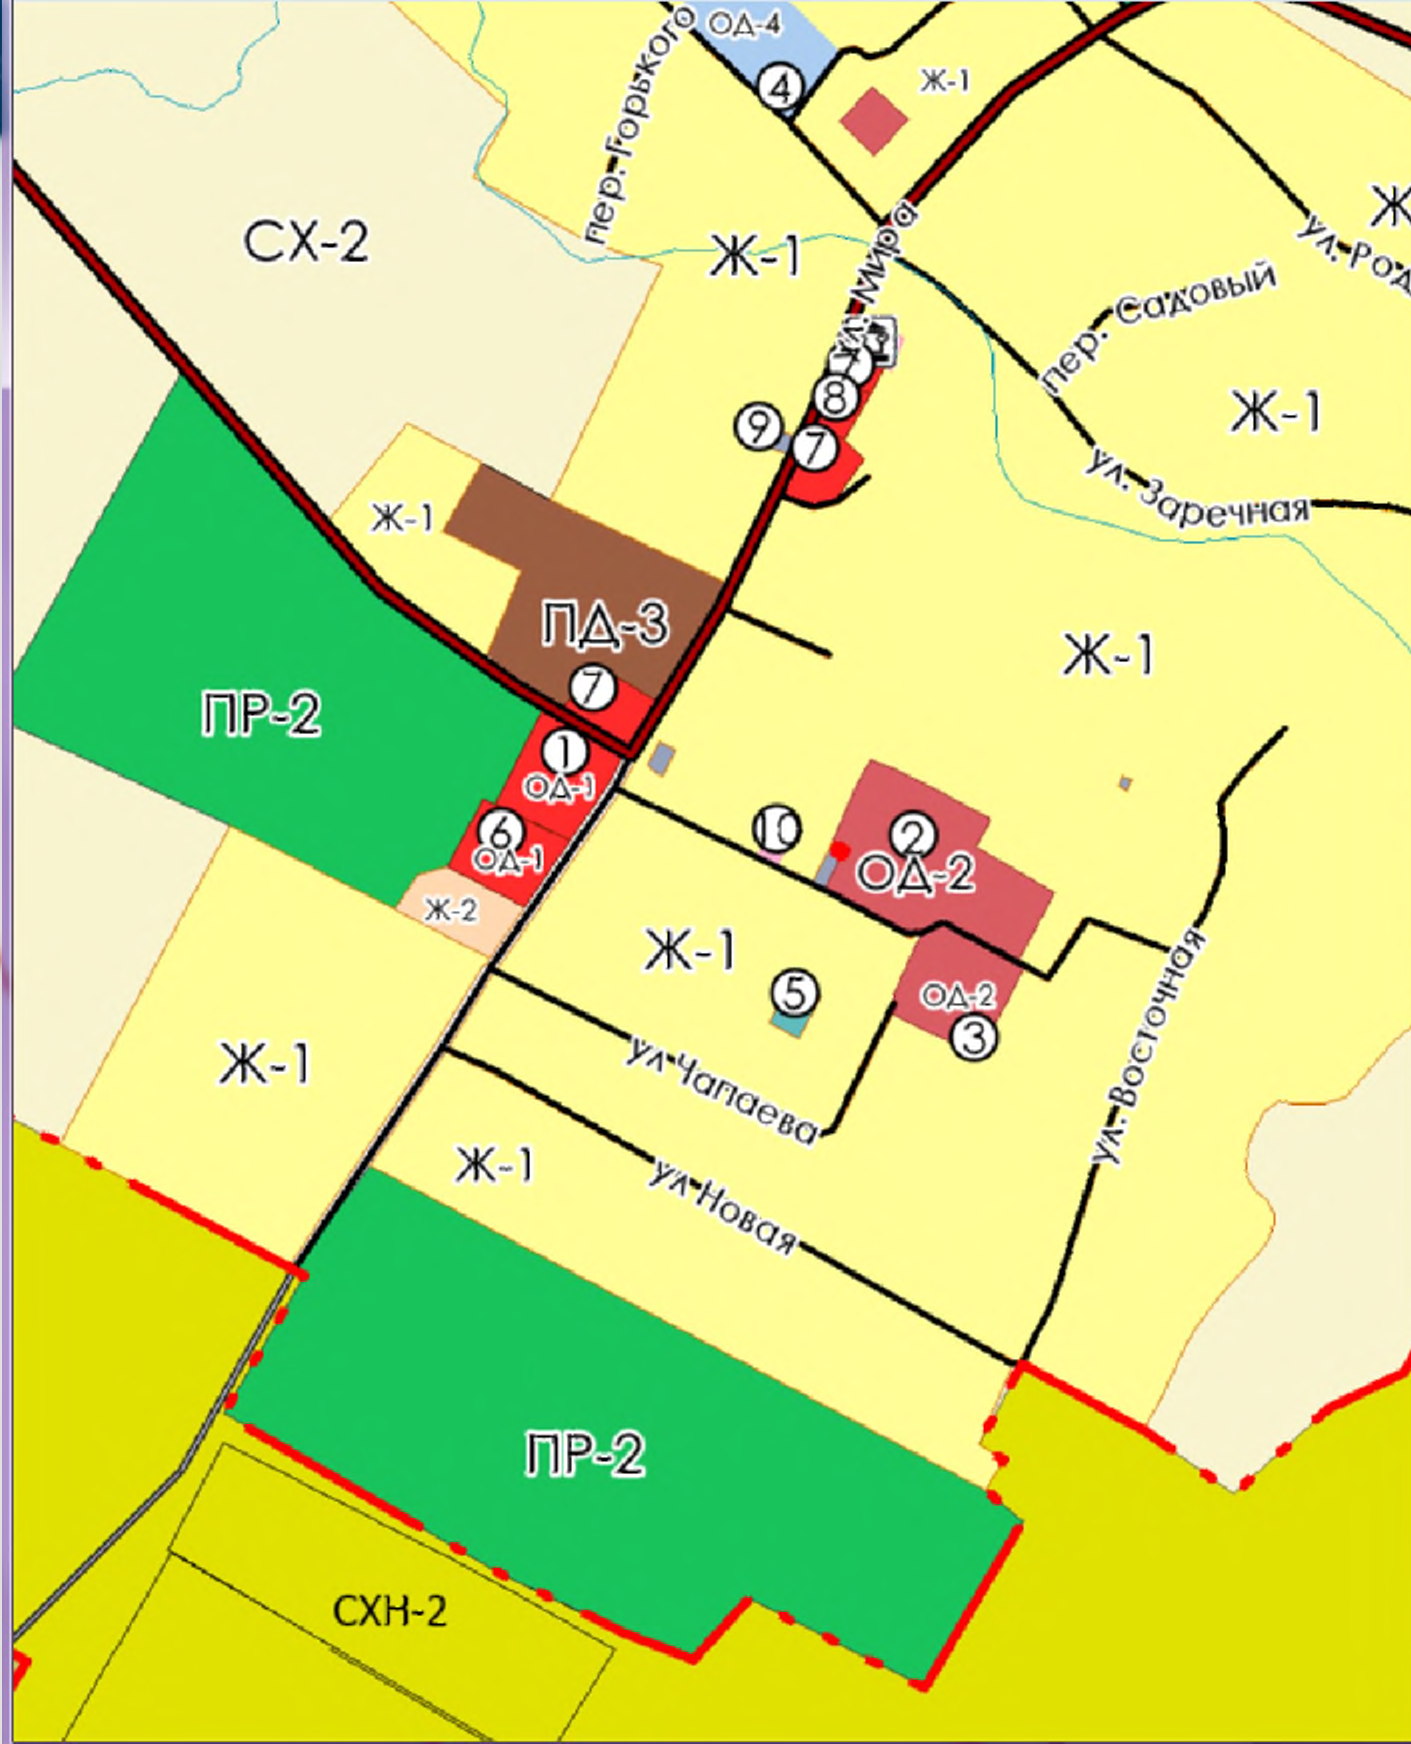 ОД-4
пер. Горького
4
Ж-1
Ж
ул. Мира
СХ-2
Ж-1
пер. Садовый
7
8
Ж-1
9
7
ул. Заречная
Ж-1
ПД-3
Ж-1
7
ПР-2
1
ОД-1
6
ОД-1
10
2
ОД-2
Ж-2
Ж-1
5
ОД-2
3
Ж-1
ул Чапаева
ул. Восточная
Ж-1
ул Новая
ПР-2
СХН-2